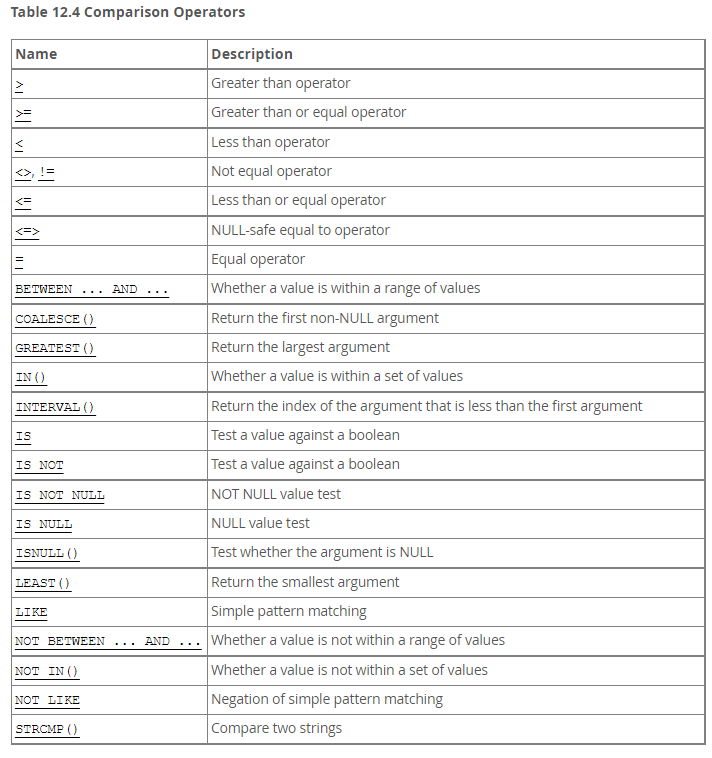 Table 12.4 Comparison Operators
Name Description
> Greater than operator
>= Greater than or equal operator
< Less than operator
<>, != Not equal operator
<= Less than or equal operator
<=> NULL-safe equal to operator
= Equal operator
BETWEEN ... AND ... Whether a value is within a range of values
COALESCE() Return the first non-NULL argument
GREATEST() Return the largest argument
IN() Whether a value is within a set of values
INTERVAL() Return the index of the argument that is less than the first argument
IS Test a value against a boolean
IS NOT Test a value against a boolean
IS NOT NULL NOT NULL value test
IS NULL NULL value test
ISNULL() Test whether the argument is NULL
LEAST() Return the smallest argument
LIKE Simple pattern matching
NOT BETWEEN ... AND ... Whether a value is not within a range of values
NOT IN() Whether a value is not within a set of values
NOT LIKE Negation of simple pattern matching
STRCMP() Compare two strings